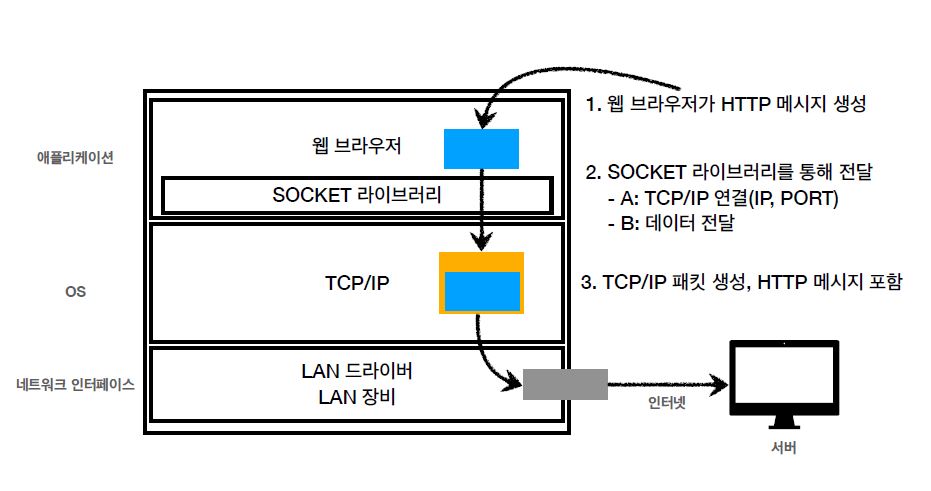 1. 웹 브라우저가 HTTP 메시지 생성
애플리케이션
웹 브라우저
SOCKET 라이브러리
2. SOCKET 라이브러리를 통해 전달
- A: TCP/IP 연결(IP, PORT)
- B: 데이터 전달
OS
TCP/IP
3. TCP/IP 패킷 생성, HTTP 메시지 포함
네트워크 인터페이스
LAN 드라이버
LAN 장비
인터넷
서버